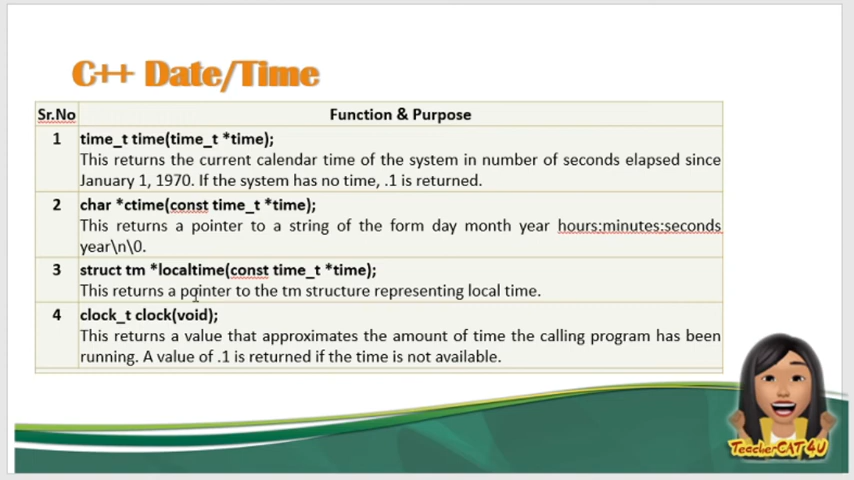 C++ Date/Time
Sr.No Function & Purpose
1 time_t time(time_t *time);
This returns the current calendar time of the system in number of seconds elapsed since
January 1, 1970. If the system has no time, .1 is returned.
2 char *ctime(const time_t *time);
This returns a pointer to a string of the form day month year hours:minutes:seconds
year\n\0.
3 struct tm *localtime(const time_t *time);
This returns a pointer to the tm structure representing local time.
4 clock_t clock(void);
This returns a value that approximates the amount of time the calling program has been
running. A value of .1 is returned if the time is not available.
TeacherCAT 4U